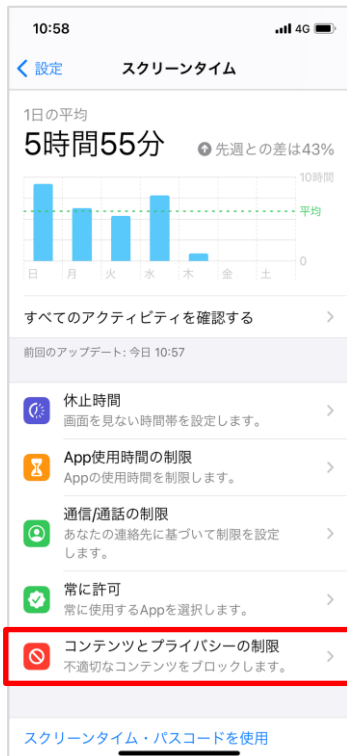 10:58
4G
設定
スクリーンタイム
1日の平均
5時間55分
先週との差は43%
10時間
平均
0
日 月 火 水 木 金 土
すべてのアクティビティを確認する
前回のアップデート: 今日 10:57
休止時間
画面を見ない時間帯を設定します。
App使用時間の制限
Appの使用時間を制限します。
通信/通話の制限
あなたの連絡先に基づいて制限を設定
します。
常に許可
常に使用するAppを選択します。
コンテンツとプライバシーの制限
不適切なコンテンツをブロックします。
スクリーンタイム・パスコードを使用